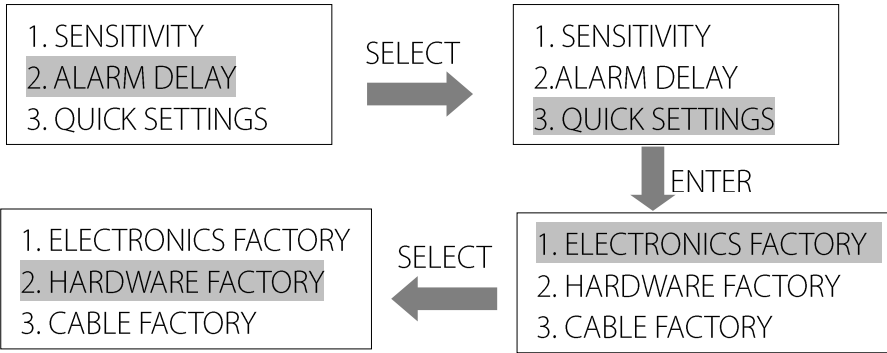 1. SENSITIVITY
2. ALARM DELAY
3. QUICK SETTINGS
SELECT
1. SENSITIVITY
2.ALARM DELAY
3. QUICK SETTINGS
ENTER
1. ELECTRONICS FACTORY
2. HARDWARE FACTORY
3. CABLE FACTORY
SELECT
1. ELECTRONICS FACTORY
2. HARDWARE FACTORY
3. CABLE FACTORY